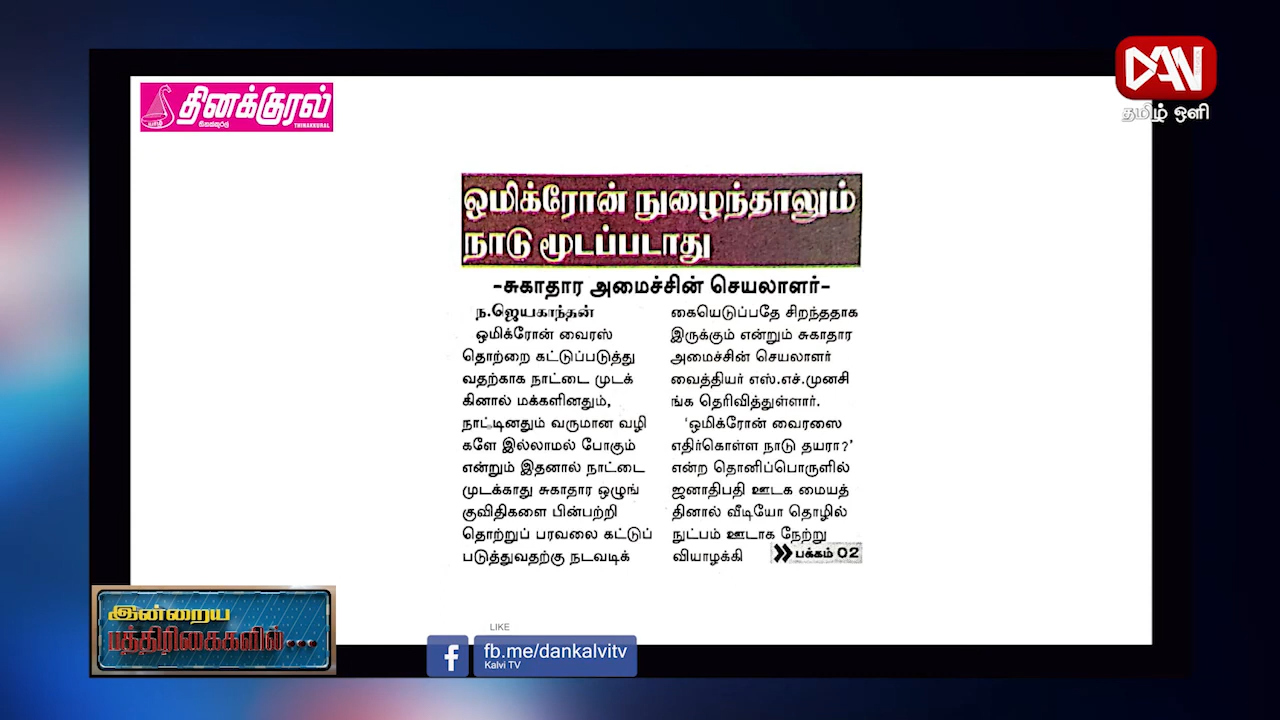 தினக்குரல்
THINAKKURAL
DAN
தமிழ் ஒளி
ஒமிக்ரோன் நுழைந்தாலும்
நாடு மூடப்படாது
-சுகாதார அமைச்சின் செயலாளர்-
ந.ஜெயகாந்தன்
ஒமிக்ரோன் வைரஸ்
தொற்றை கட்டுப்படுத்து
வதற்காக நாட்டை முடக்
கினால் மக்களினதும்,
நாட்டினதும் வருமான வழி
களே இல்லாமல் போகும்
என்றும் இதனால் நாட்டை
முடக்காது சுகாதார ஒழுங்
குவிதிகளை பின்பற்றி
தொற்றுப் பரவலை கட்டுப்
படுத்துவதற்கு நடவடிக்
கையெடுப்பதே சிறந்ததாக
இருக்கும் என்றும் சுகாதார
அமைச்சின் செயலாளர்
வைத்தியர் எஸ்.எச்.முனசி
ங்க தெரிவித்துள்ளார்.
‘ஒமிக்ரோன் வைரஸை
எதிர்கொள்ள நாடு தயரா?’
என்ற தொனிப்பொருளில்
ஜனாதிபதி ஊடக மையத்
தினால் வீடியோ தொழில்
நுட்பம் ஊடாக நேற்று
வியாழக்கி
பக்கம் 02
இன்றைய
பத்திரிகைகளில்...
LIKE
fb.me/dankalvitv
Kalvi TV